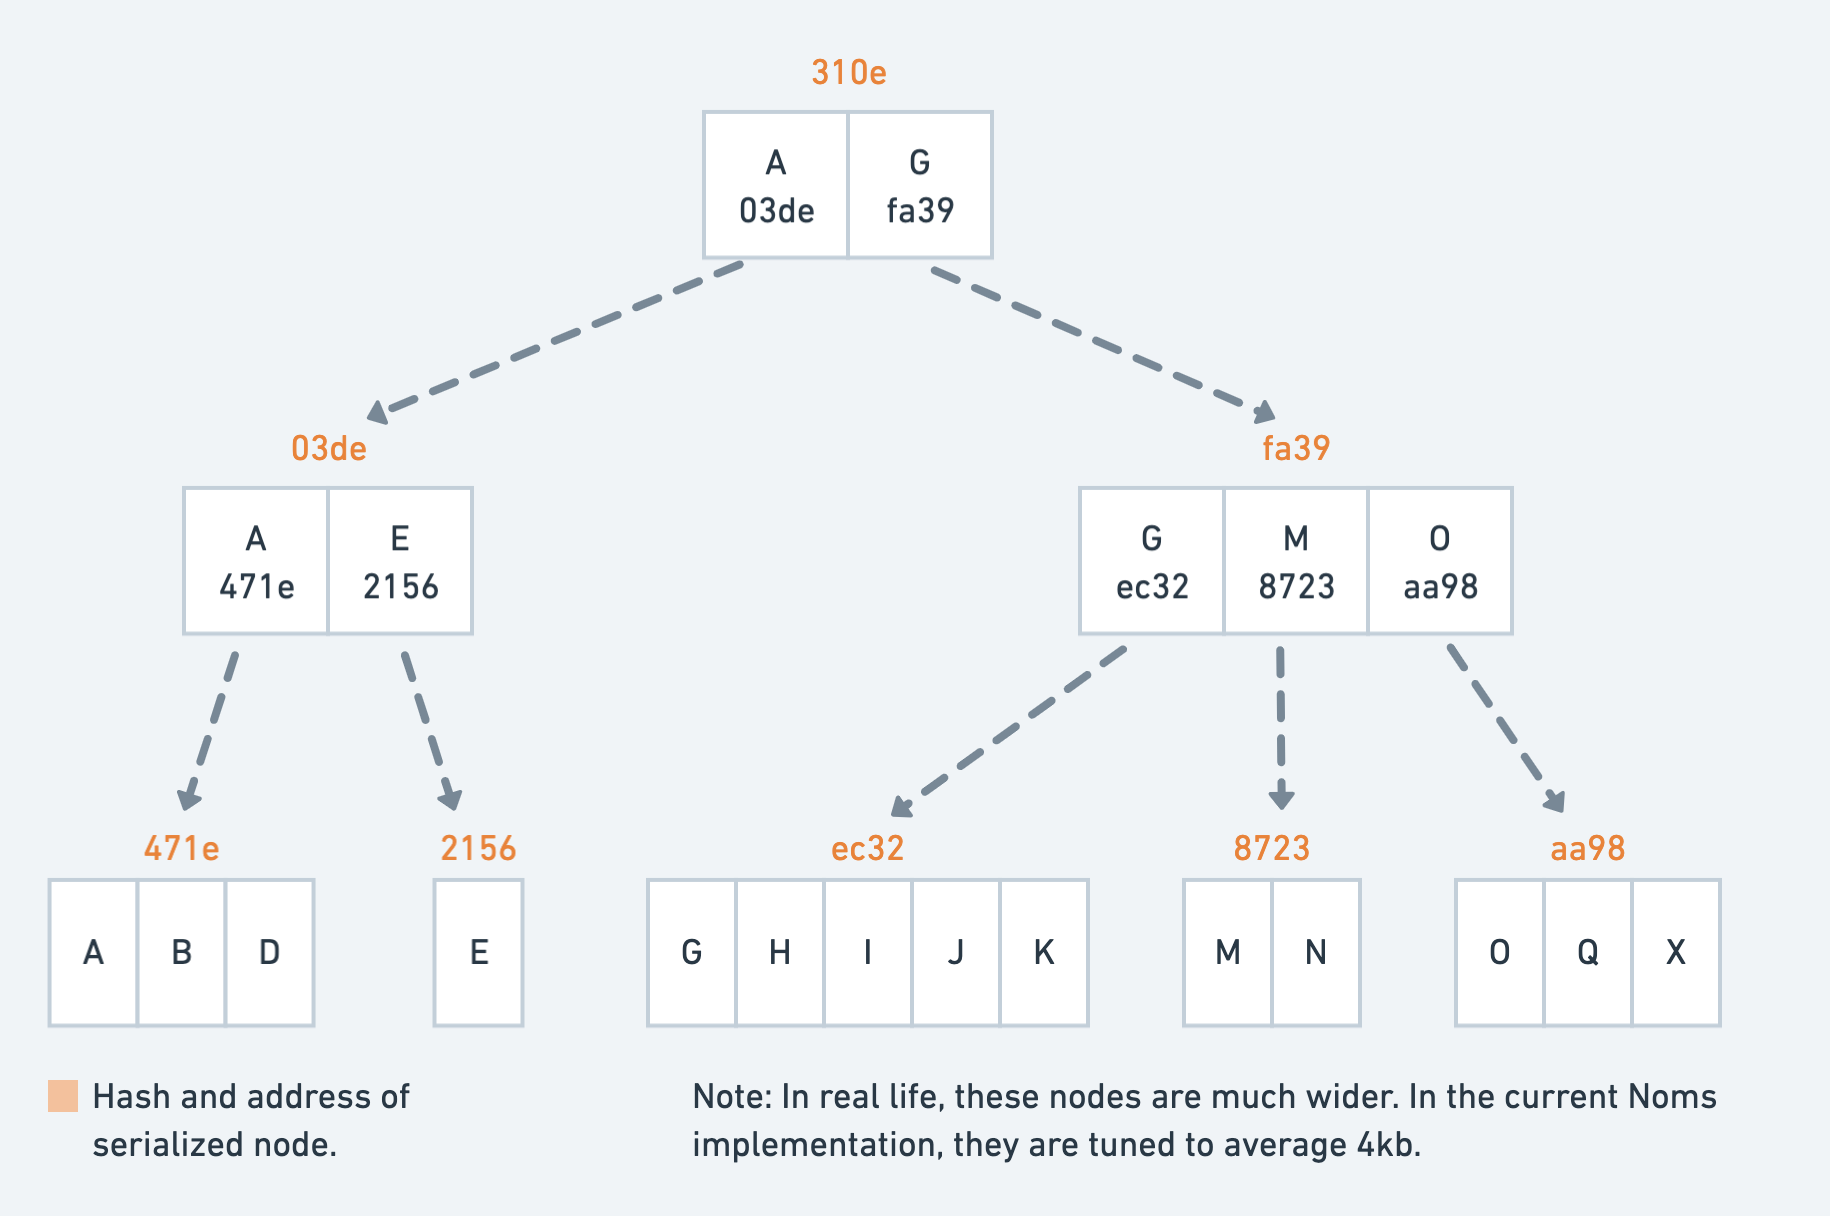 310e
A G
03de fa39
03de fa39
A E G M O
471e 2156 ec32 8723 aa98
471e 2156 ec32 8723 aa98
A B D E G H I J K M N O Q X
Hash and address of
serialized node.
Note: In real life, these nodes are much wider. In the current Noms
implementation, they are tuned to average 4kb.